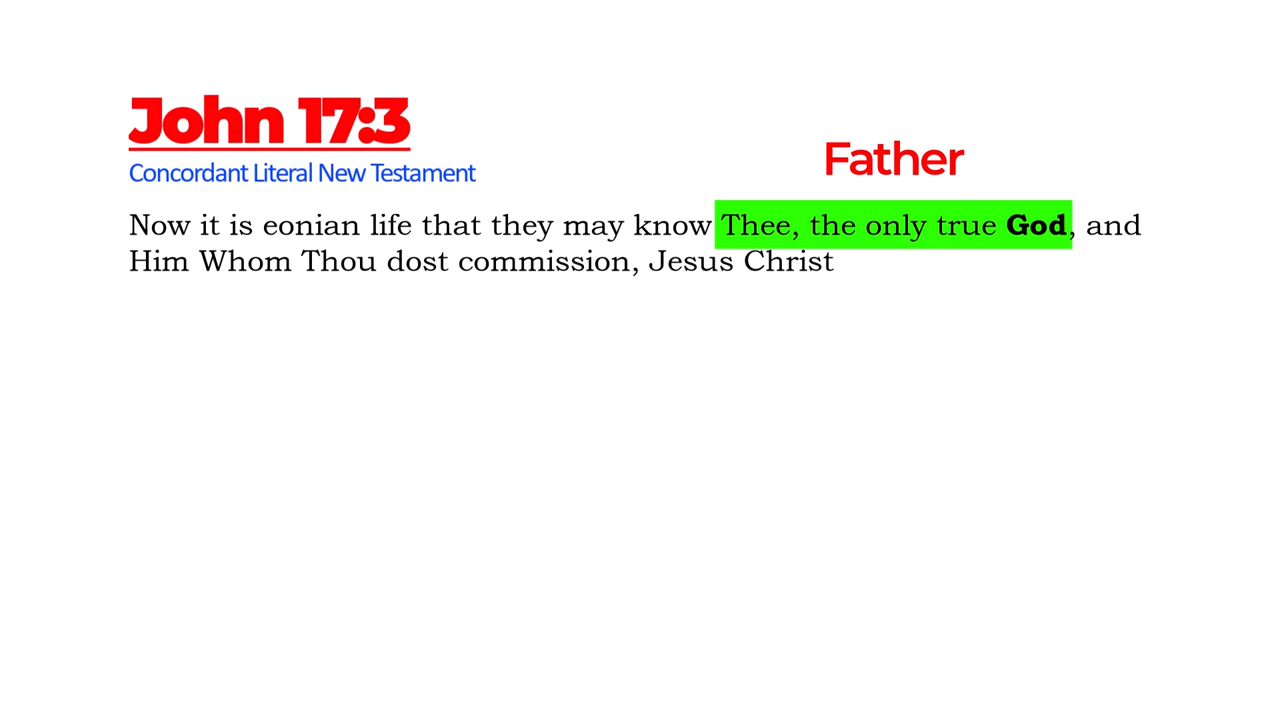 John 17:3
Concordant Literal New Testament
Father
Now it is eonian life that they may know Thee, the only true God, and
Him Whom Thou dost commission, Jesus Christ